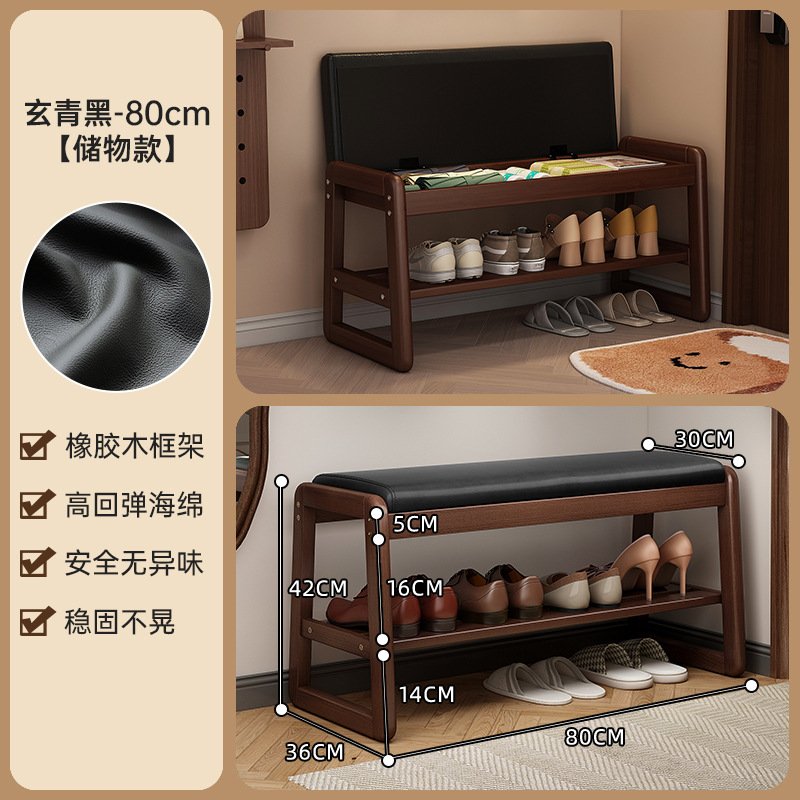 玄青黑-80cm
【储物款】
橡胶木框架
高回弹海绵
安全无异味
稳固不晃
30CM
5CM
42CM
16CM
14CM
36CM
80CM